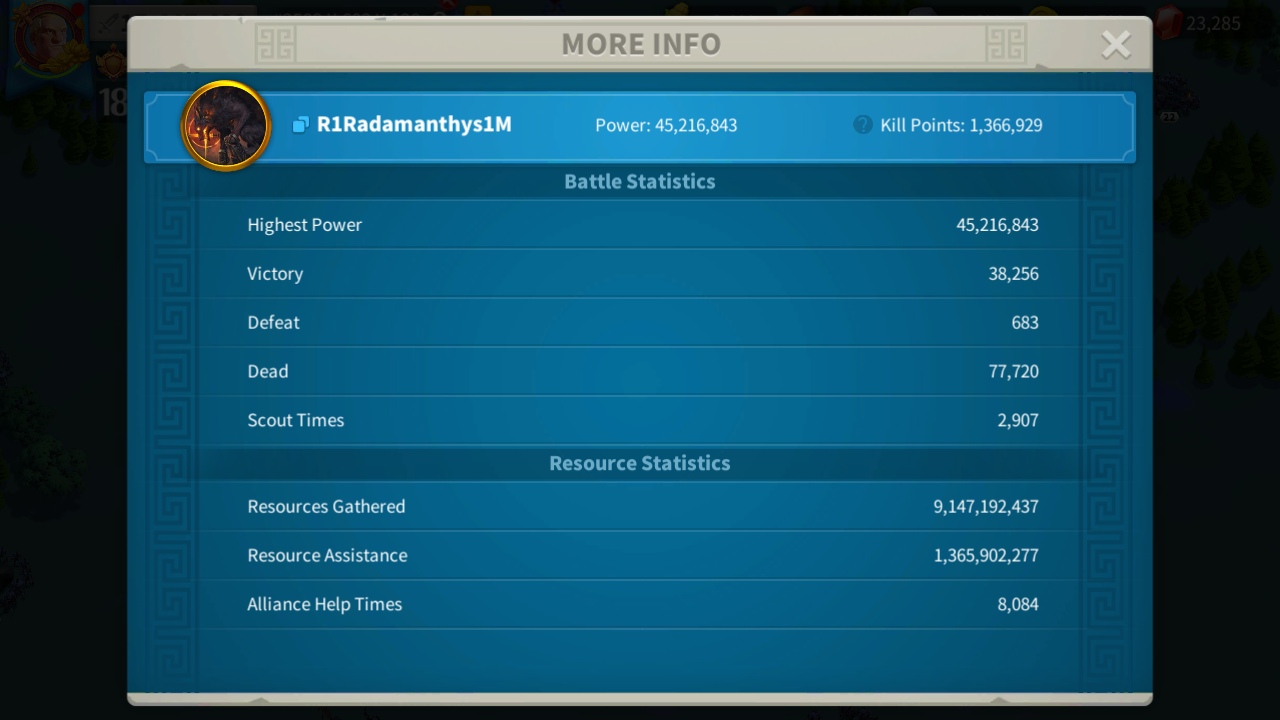 MORE INFO
23,285
18
R1Radamanthys1M
Power: 45,216,843
? Kill Points: 1,366,929
22
Battle Statistics
Highest Power 45,216,843
Victory 38,256
Defeat 683
Dead 77,720
Scout Times 2,907
Resource Statistics
Resources Gathered 9,147,192,437
Resource Assistance 1,365,902,277
Alliance Help Times 8,084